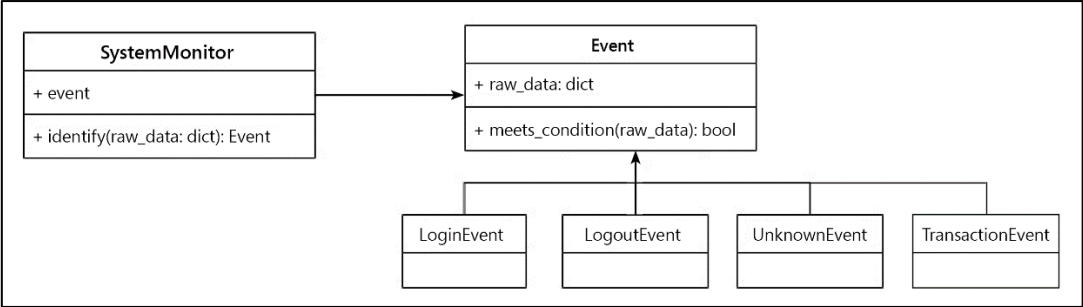 SystemMonitor
+ event
+ identify(raw_data: dict): Event
Event
+ raw_data: dict
+ meets_condition(raw_data): bool
LoginEvent
LogoutEvent
UnknownEvent
TransactionEvent